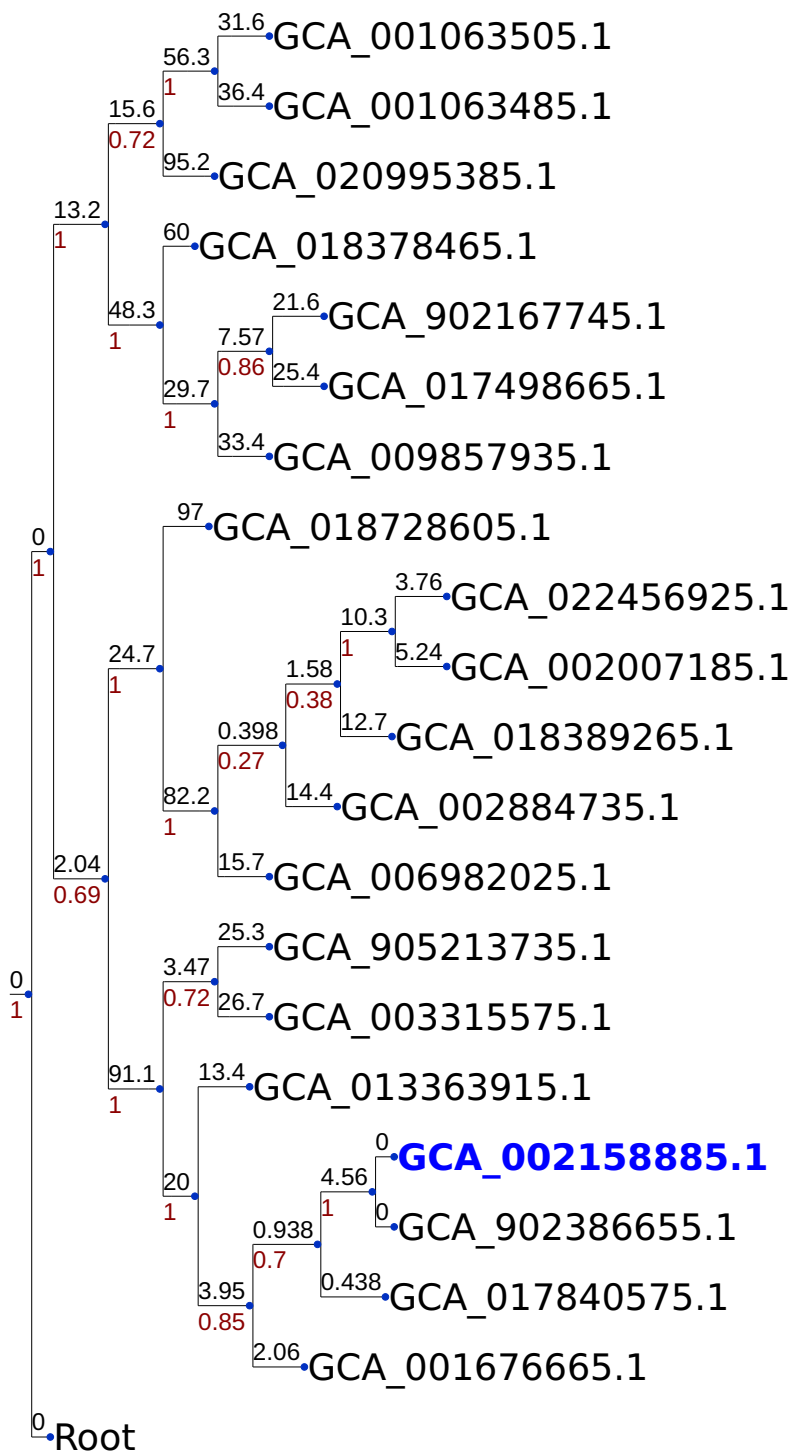 31.6
GCA_001063505.1
56.3
1
36.4
GCA_001063485.1
15.6
0.72
95.2
GCA_020995385.1
13.2
1
60
GCA_018378465.1
48.3
1
21.6
GCA_902167745.1
7.57
0.86
25.4
GCA_017498665.1
29.7
1
33.4
GCA_009857935.1
0
1
97
GCA_018728605.1
3.76
GCA_022456925.1
10.3
1
5.24
GCA_002007185.1
24.7
1
1.58
0.38
12.7
GCA_018389265.1
0.398
0.27
14.4
GCA_002884735.1
82.2
1
15.7
GCA_006982025.1
2.04
0.69
25.3
GCA_905213735.1
3.47
0.72
26.7
GCA_003315575.1
0
1
91.1
1
13.4
GCA_013363915.1
0
GCA_002158885.1
20
1
4.56
1
0
GCA_902386655.1
0.938
0.7
0.438
GCA_017840575.1
3.95
0.85
2.06
GCA_001676665.1
0
Root